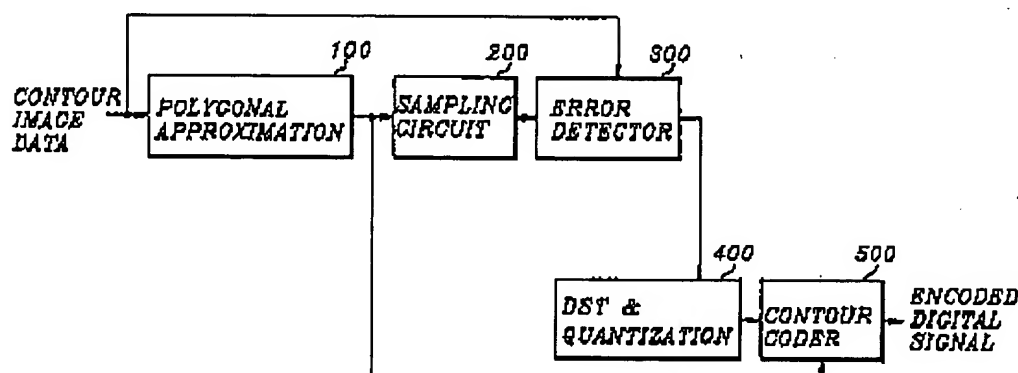 100
200
300
CONTOUR
IMAGE
DATA
POLYGONAL
APPROXIMATION
SAMPLING
CIRCUIT
ERROR
DETECTOR
400
500
DST &
QUANTIZATION
CONTOUR
CODER
ENCODED
DIGITAL
SIGNAL